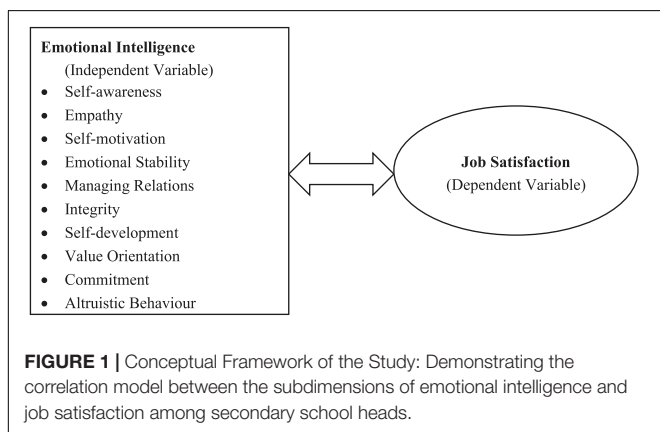 Emotional Intelligence
(Independent Variable)
• Self-awareness
• Empathy
• Self-motivation
• Emotional Stability
• Managing Relations
• Integrity
• Self-development
• Value Orientation
• Commitment
• Altruistic Behaviour
Job Satisfaction
(Dependent Variable)
FIGURE 1 | Conceptual Framework of the Study: Demonstrating the
correlation model between the subdimensions of emotional intelligence and
job satisfaction among secondary school heads.